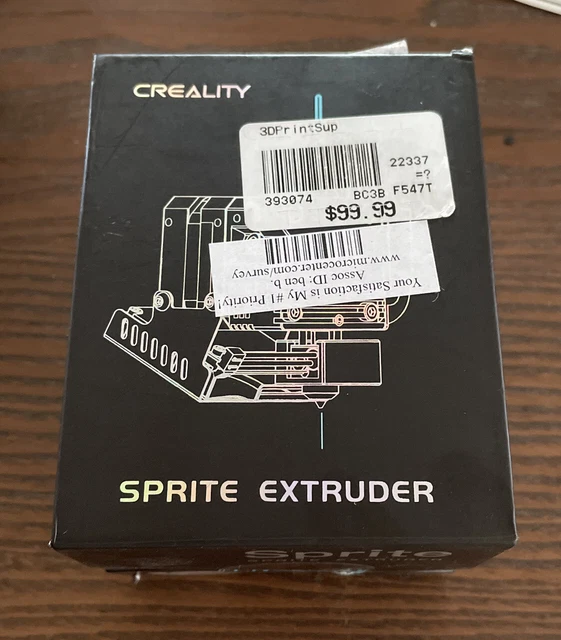 CREALITY
3DPrintSup
22337
=?
393074 BC3B F547T
$99.99
Your Satisfaction is My #1 Priority!
Assoc ID: ben b.
www.microcenter.com/survey
SPRITE EXTRUDER
Sprite